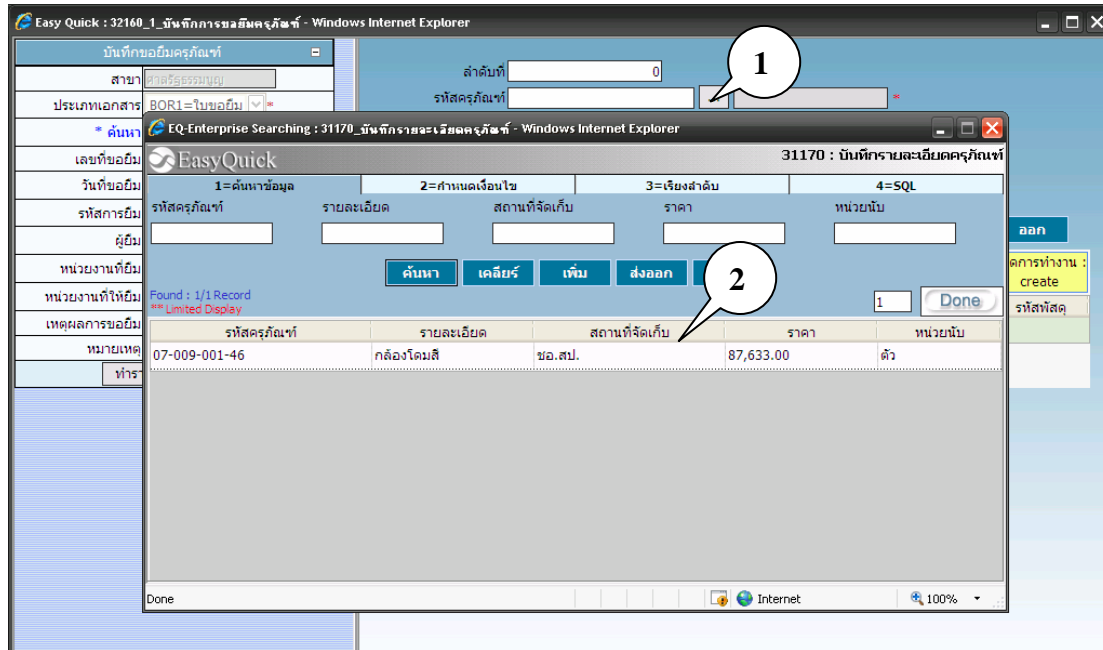 Easy Quick : 32160_1_บันทึกการขอยืมครุภัณฑ์ - Windows Internet Explorer
บันทึกขอยืมครุภัณฑ์
สาขา ศาลรัฐธรรมนูญ
ประเภทเอกสาร BOR1=ใบขอยืม *
* ค้นหา
เลขที่ขอยืม
วันที่ขอยืม
รหัสการยืม
ผู้ยืม
หน่วยงานที่ยืม
หน่วยงานที่ให้ยืม
เหตุผลการขอยืม
หมายเหตุ
ทำรา
ลำดับที่ 0
รหัสครุภัณฑ์ *
1
EQ-Enterprise Searching : 31170_บันทึกรายละเอียดครุภัณฑ์ - Windows Internet Explorer
EasyQuick 31170 : บันทึกรายละเอียดครุภัณฑ์
1=ค้นหาข้อมูล 2=กำหนดเงื่อนไข 3=เรียงลำดับ 4=SQL
รหัสครุภัณฑ์ รายละเอียด สถานที่จัดเก็บ ราคา หน่วยนับ
ค้นหา เคลียร์ เพิ่ม ส่งออก
2
Found : 1/1 Record
** Limited Display
1 Done
รหัสครุภัณฑ์ รายละเอียด สถานที่จัดเก็บ ราคา หน่วยนับ
07-009-001-46 กล้องโดมสี ชอ.สป. 87,633.00 ตัว
Done Internet 100%
ออก
ดการทำงาน :
create
รหัสพัสดุ